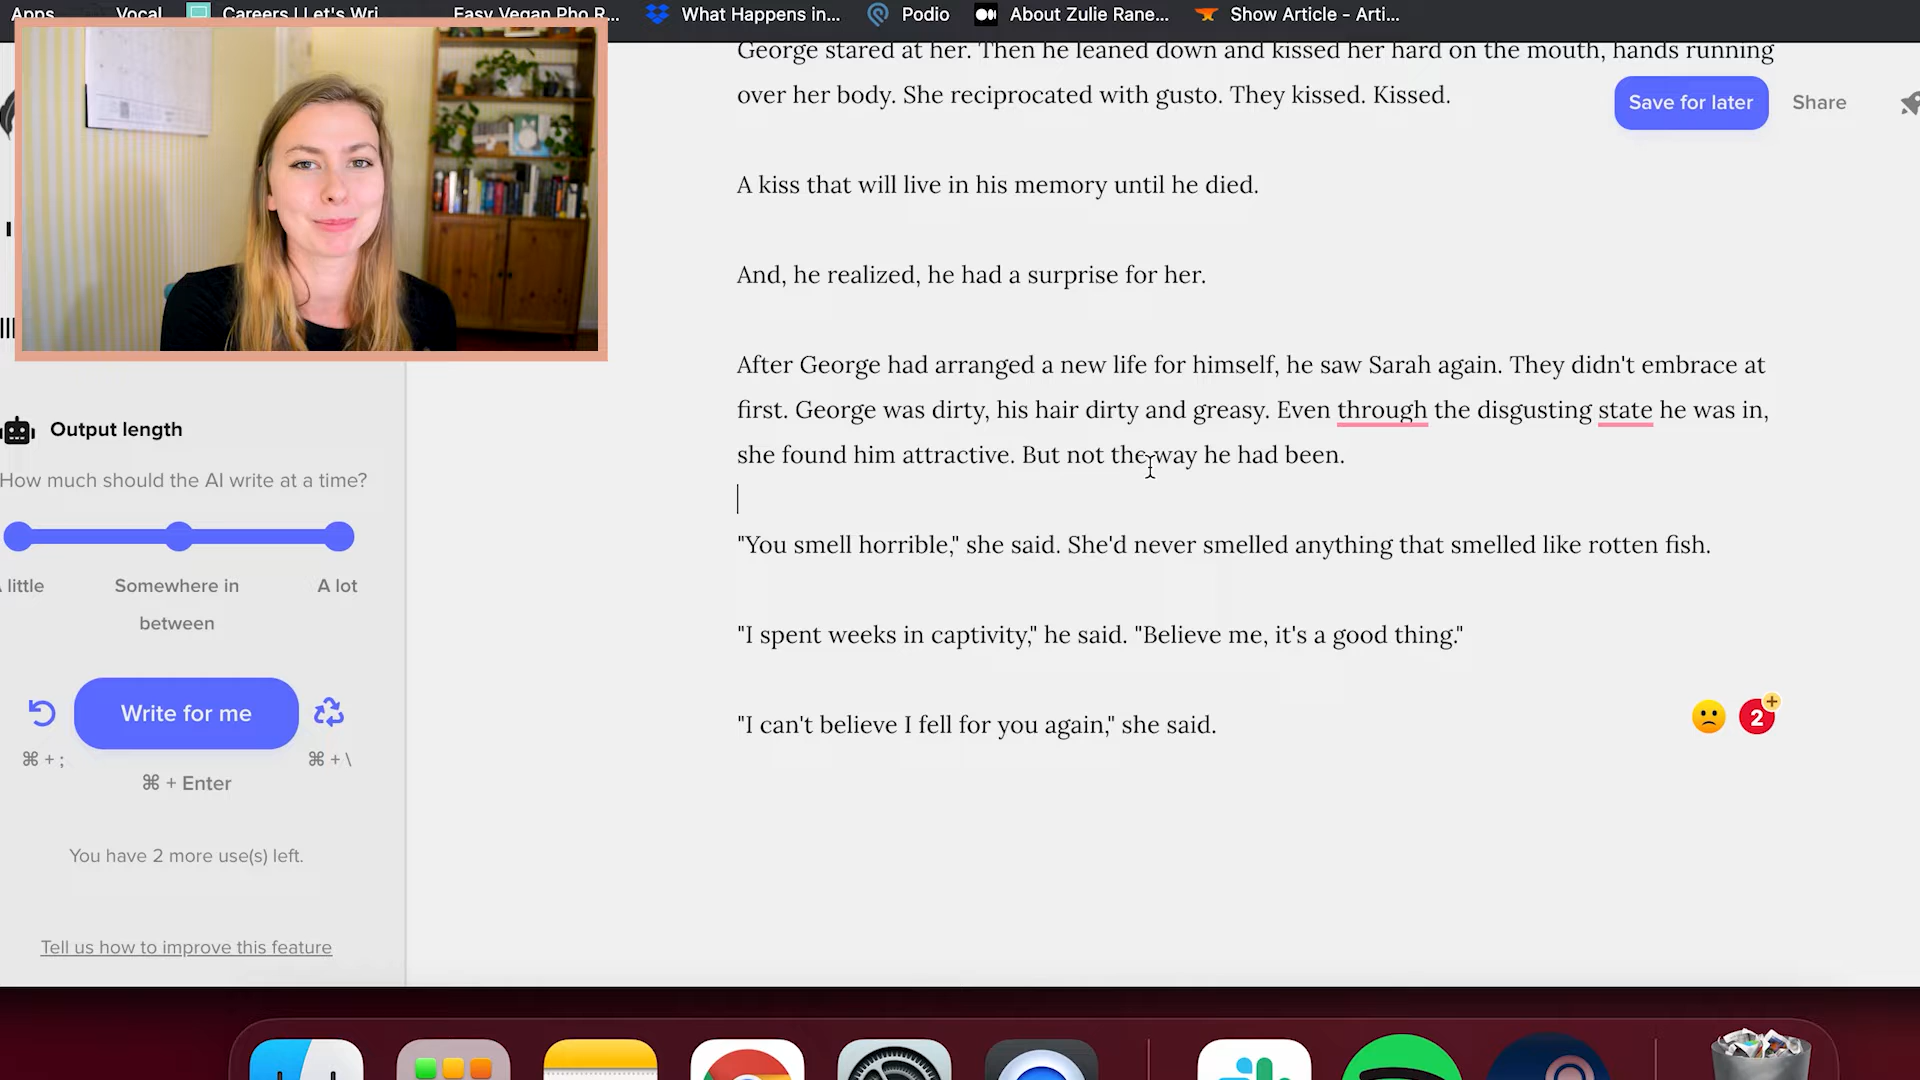 Apps
Vocal
Careers | Let's Wri
Easy Vegan Pho R...
What Happens in...
Podio
About Zulie Rane...
Show Article - Arti...
George stared at her. Then he leaned down and kissed her hard on the mouth, hands running
over her body. She reciprocated with gusto. They kissed. Kissed.
Save for later
Share
A kiss that will live in his memory until he died.
And, he realized, he had a surprise for her.
After George had arranged a new life for himself, he saw Sarah again. They didn't embrace at
first. George was dirty, his hair dirty and greasy. Even through the disgusting state he was in,
she found him attractive. But not the way he had been.
"You smell horrible," she said. She'd never smelled anything that smelled like rotten fish.
"I spent weeks in captivity," he said. "Believe me, it's a good thing."
"I can't believe I fell for you again," she said.
2
Output length
How much should the AI write at a time?
little
Somewhere in
between
A lot
Write for me
⌘ + ;
⌘ + \
⌘ + Enter
You have 2 more use(s) left.
Tell us how to improve this feature